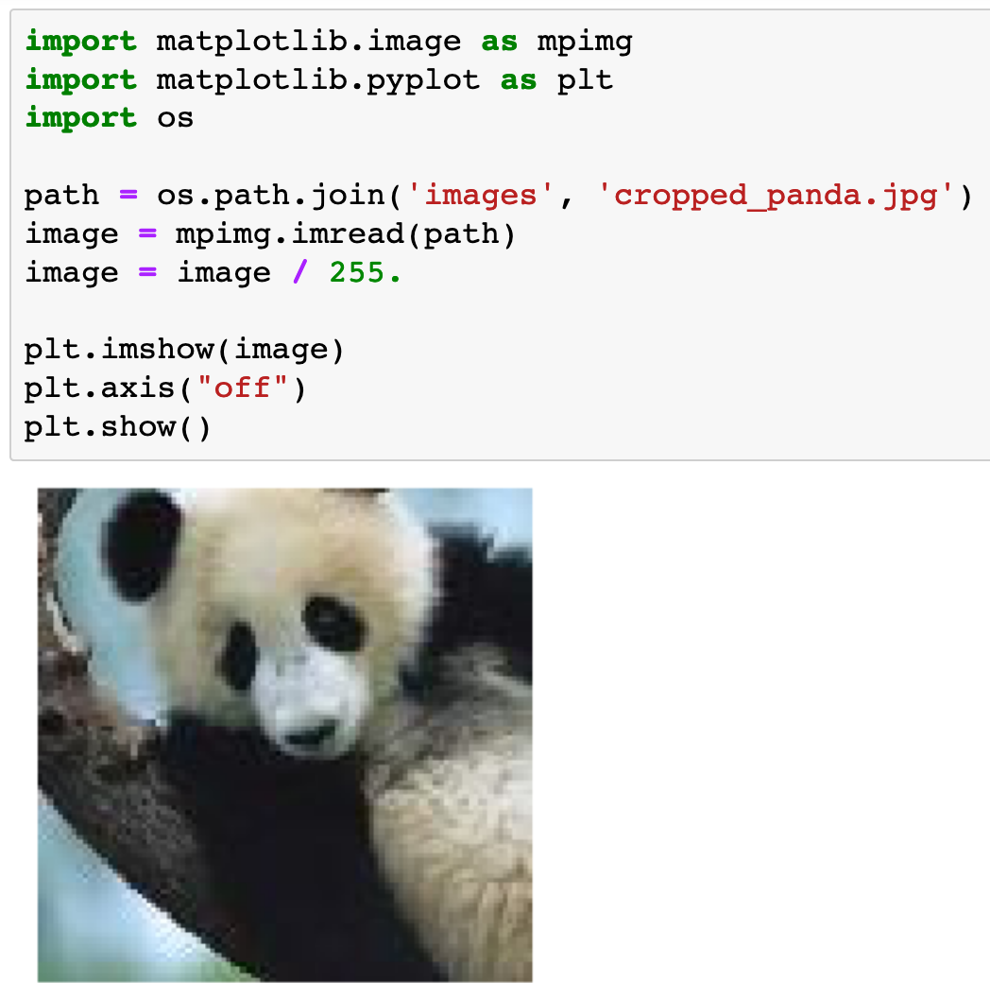 import matplotlib.image as mpimg
import matplotlib.pyplot as plt
import os
path = os.path.join('images', 'cropped_panda.jpg')
image = mpimg.imread(path)
image = image / 255.
plt.imshow(image)
plt.axis("off")
plt.show()